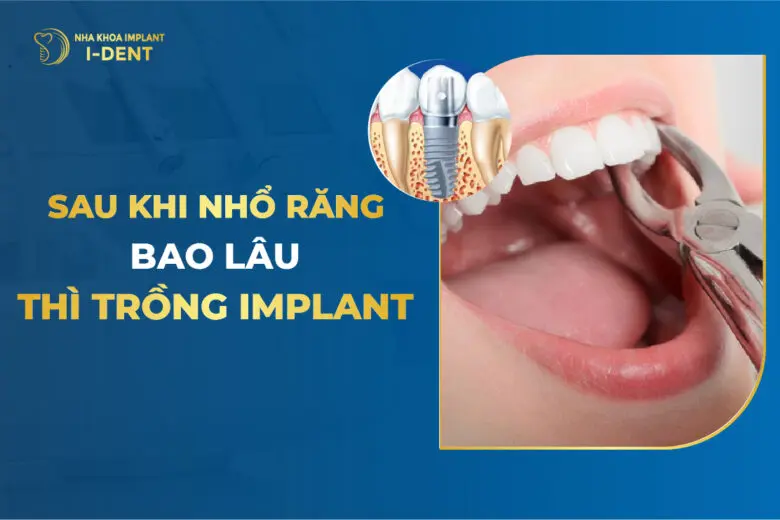 NHA KHOA IMPLANT
I-DENT
SAU KHI NHỔ RĂNG
BAO LÂU
THÌ TRỒNG IMPLANT